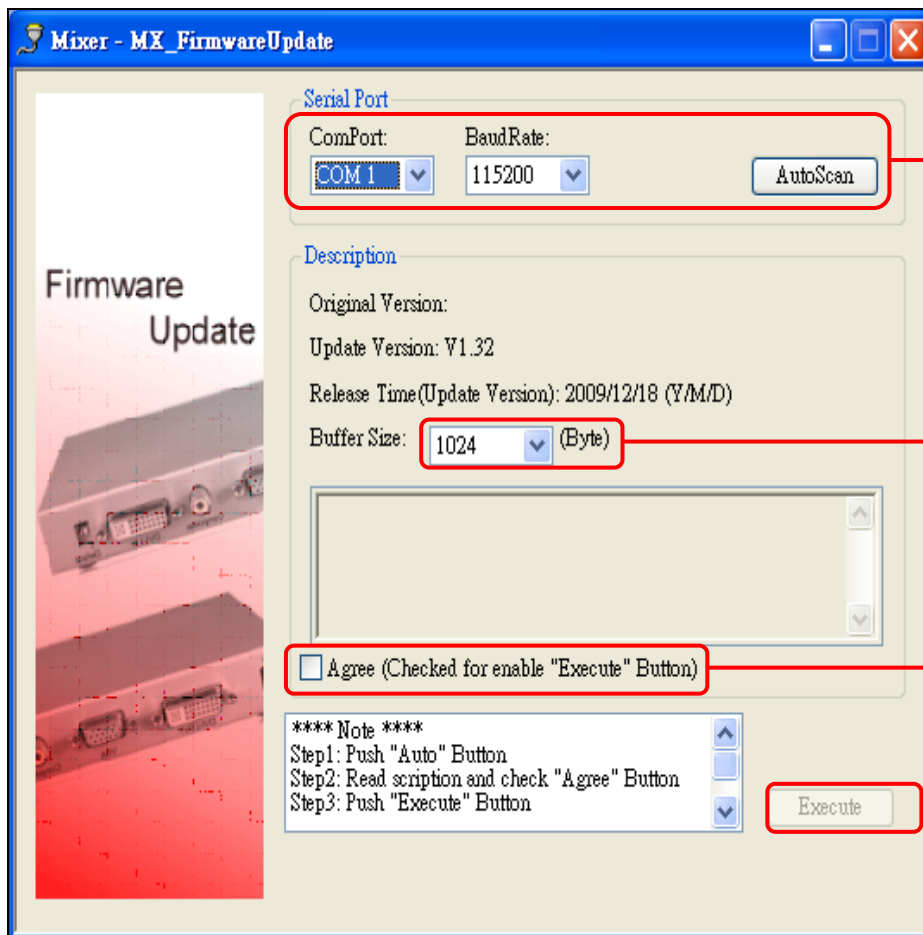 Mixer - MX_FirmwareUpdate
Serial Port
ComPort: BaudRate:
COM 1 115200 AutoScan
Firmware
Update
Description
Original Version:
Update Version: V1.32
Release Time(Update Version): 2009/12/18 (Y/M/D)
Buffer Size: 1024 (Byte)
Agree (Checked for enable "Execute" Button)
**** Note ****
Step1: Push "Auto" Button
Step2: Read scription and check "Agree" Button
Step3: Push "Execute" Button
Execute